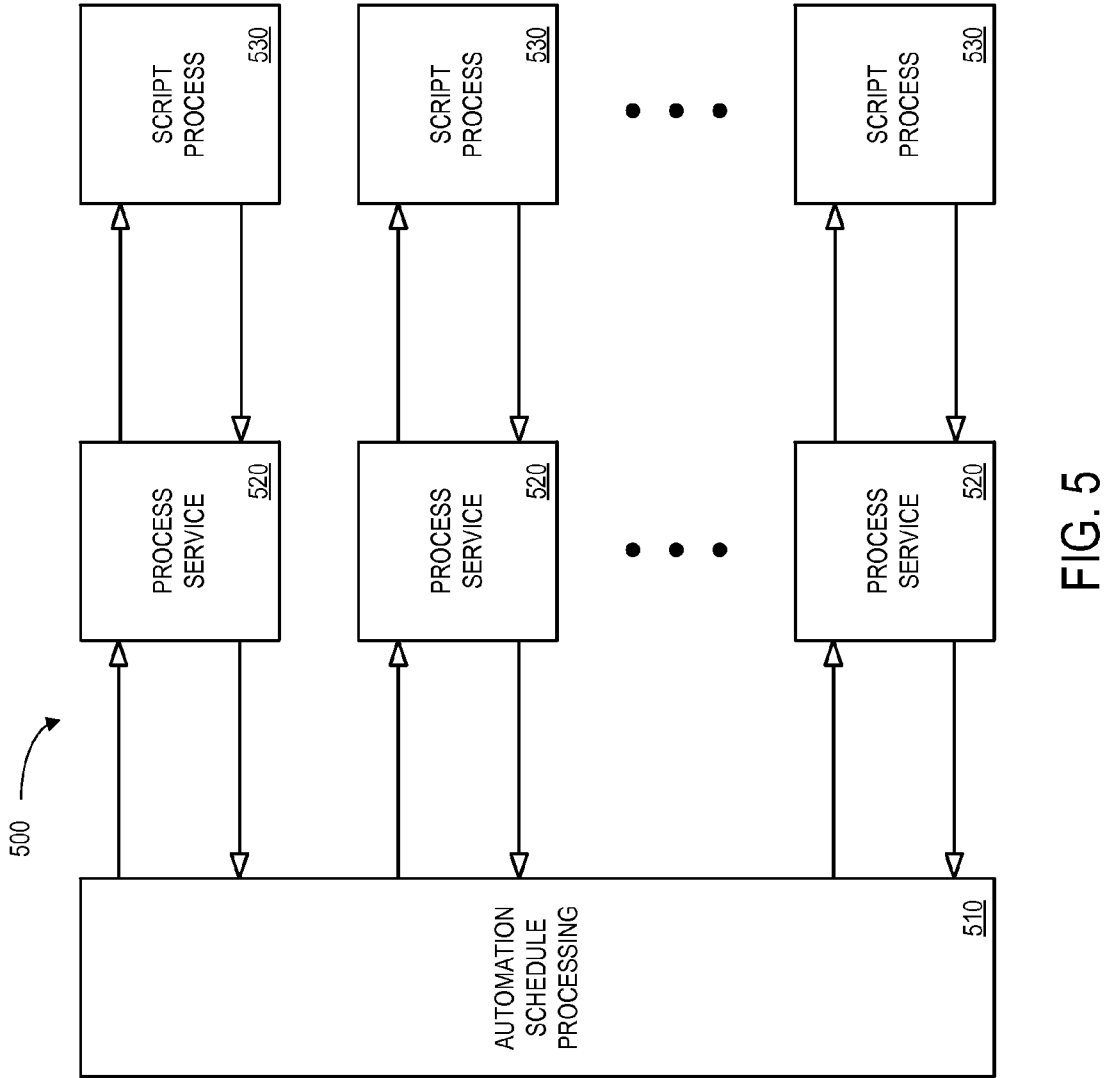 500
AUTOMATION
SCHEDULE
PROCESSING
510
PROCESS
SERVICE
520
PROCESS
SERVICE
520
PROCESS
SERVICE
520
SCRIPT
PROCESS
530
SCRIPT
PROCESS
530
SCRIPT
PROCESS
530
FIG. 5